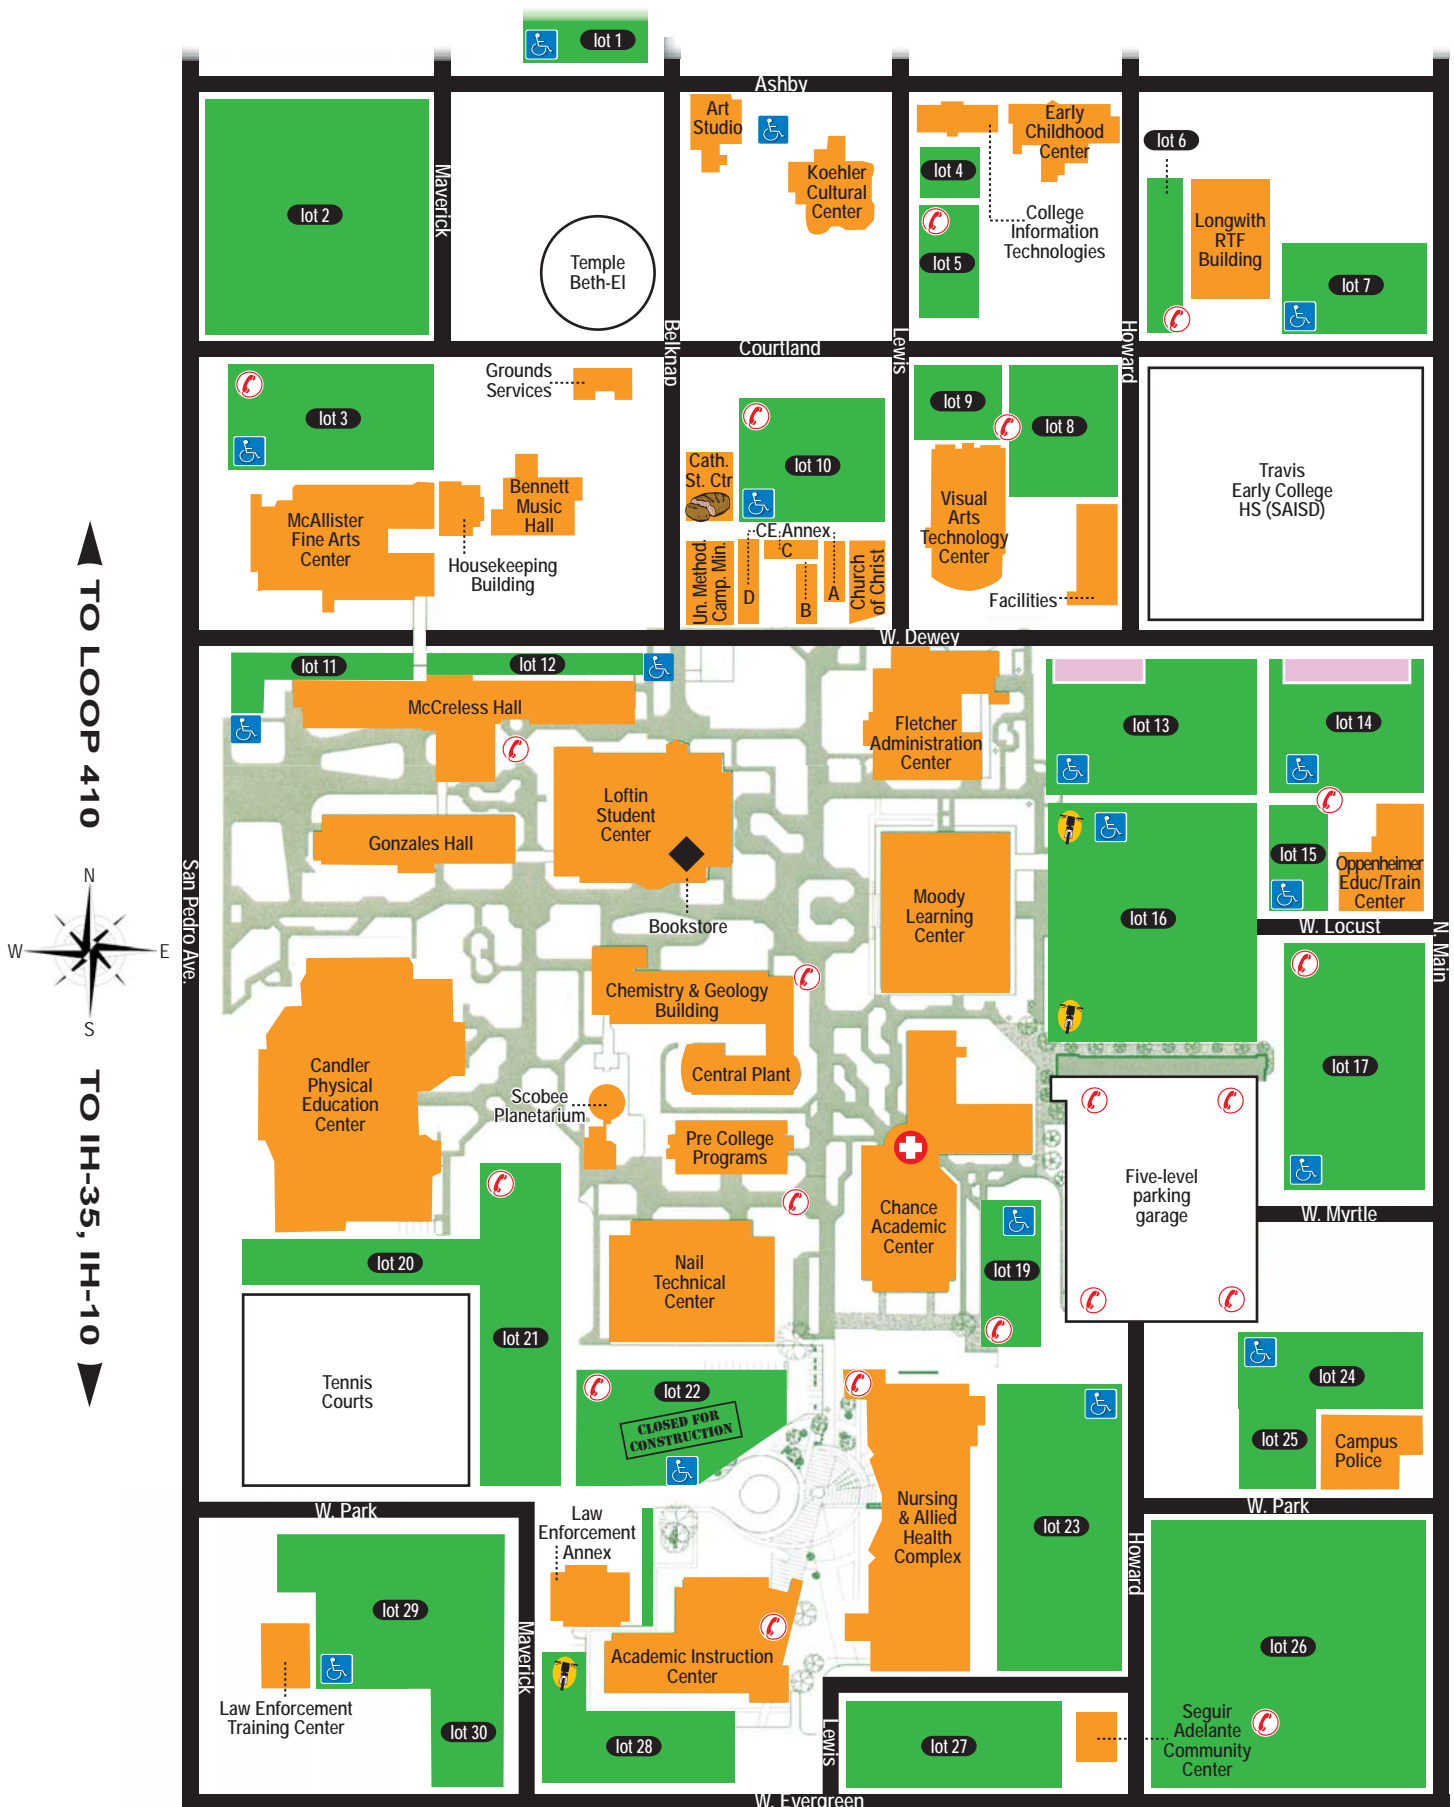 lot 1
Ashby
Art
Studio
Koehler
Cultural
Center
Early
Childhood
Center
lot 4
lot 5
College
Information
Technologies
lot 6
Longwith
RTF
Building
lot 7
lot 2
Maverick
Temple
Beth-El
Belknap
Courtland
Lewis
Howard
lot 3
Grounds
Services
McAllister
Fine Arts
Center
Bennett
Music
Hall
Housekeeping
Building
Cath.
St. Ctr
lot 10
CE Annex
C
D
B
A
Un. Method.
Camp. Min.
Church
of Christ
lot 9
lot 8
Visual
Arts
Technology
Center
Facilities
Travis
Early College
HS (SAISD)
W. Dewey
TO LOOP 410
N
W
E
S
TO IH-35, IH-10
San Pedro Ave.
lot 11
lot 12
McCreless Hall
Fletcher
Administration
Center
lot 13
lot 14
Loftin
Student
Center
Gonzales Hall
Bookstore
Moody
Learning
Center
lot 15
Oppenheimer
Educ/Train
Center
lot 16
W. Locust
N. Main
Chemistry & Geology
Building
Central Plant
Candler
Physical
Education
Center
Scobee
Planetarium
Pre College
Programs
lot 17
Five-level
parking
garage
Chance
Academic
Center
W. Myrtle
lot 20
Nail
Technical
Center
lot 19
lot 21
Tennis
Courts
lot 22
CLOSED FOR
CONSTRUCTION
lot 24
lot 25
Campus
Police
W. Park
W. Park
Law
Enforcement
Annex
Nursing
& Allied
Health
Complex
lot 23
Howard
lot 29
Maverick
Academic Instruction
Center
lot 26
Law Enforcement
Training Center
lot 30
lot 28
Lewis
lot 27
Seguir
Adelante
Community
Center
W. Evergreen